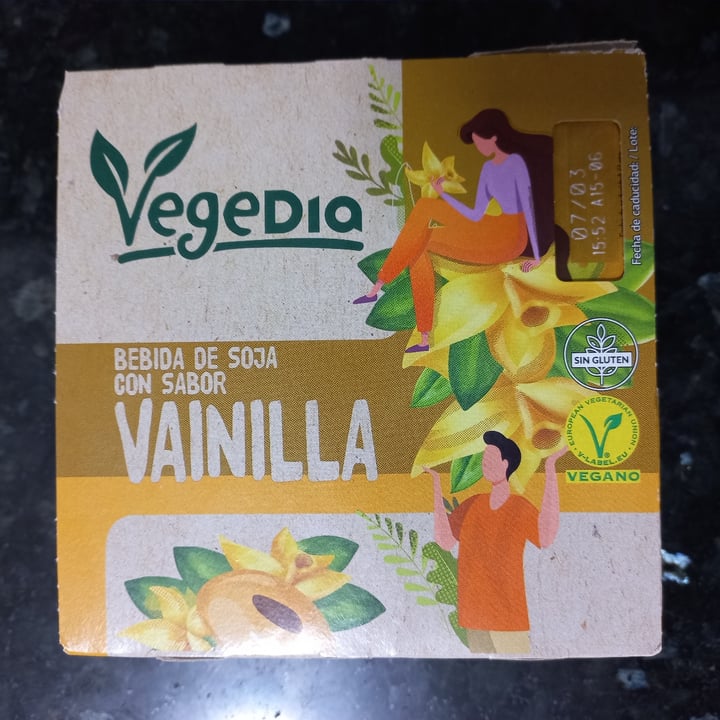 VegeDia
BEBIDA DE SOJA
CON SABOR
VAINILLA
07/03
15:52 A15-06
Fecha de caducidad: / Lote:
SIN GLUTEN
EUROPEAN VEGETARIAN UNION
V-LABEL.EU
VEGANO